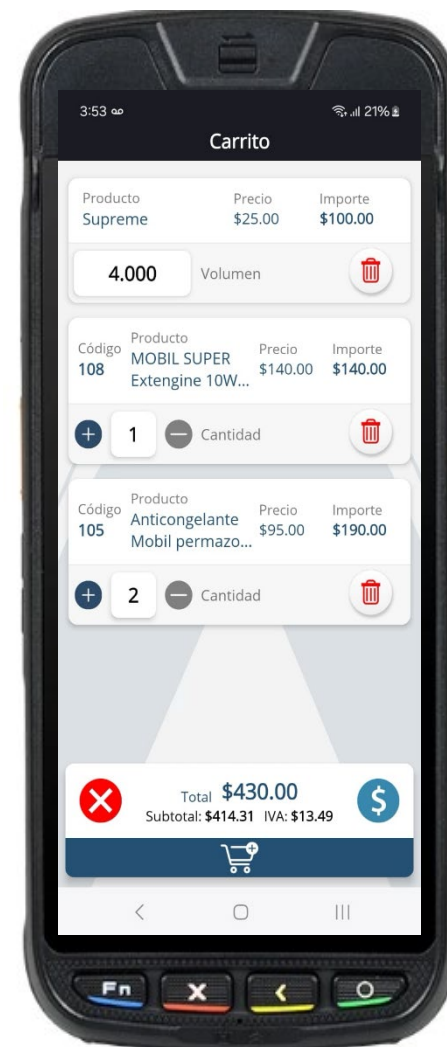 3:53 21%
Carrito
Producto Precio Importe
Supreme $25.00 $100.00
4.000 Volumen
Código Producto Precio Importe
108 MOBIL SUPER $140.00 $140.00
Extengine 10W...
1 Cantidad
Código Producto Precio Importe
105 Anticongelante $95.00 $190.00
Mobil permazo...
2 Cantidad
Total $430.00
Subtotal: $414.31 IVA: $13.49
Fn